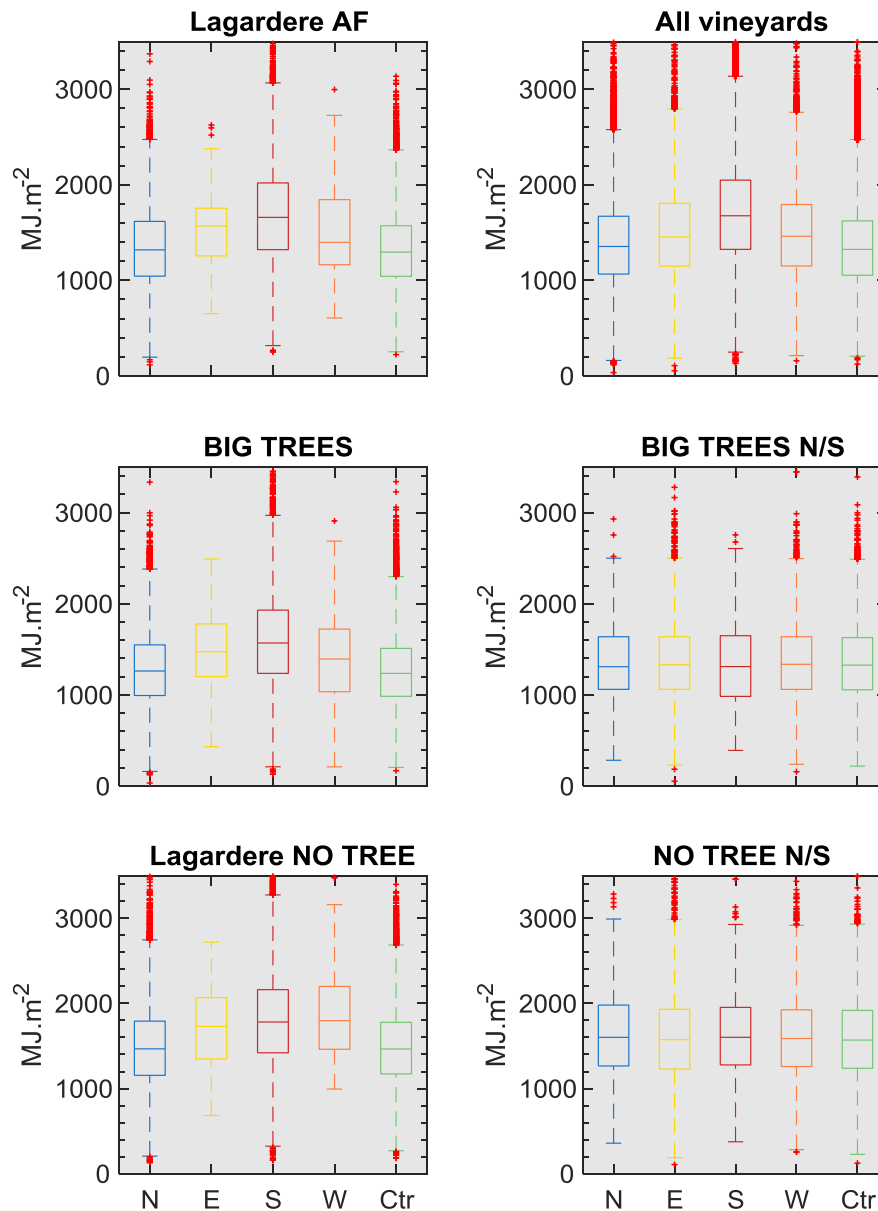 Lagardere AF
All vineyards
3000
2000
1000
0
MJ.m-2
3000
2000
1000
0
MJ.m-2
BIG TREES
BIG TREES N/S
3000
2000
1000
0
MJ.m-2
3000
2000
1000
0
MJ.m-2
Lagardere NO TREE
NO TREE N/S
3000
2000
1000
0
MJ.m-2
3000
2000
1000
0
MJ.m-2
N E S W Ctr
N E S W Ctr